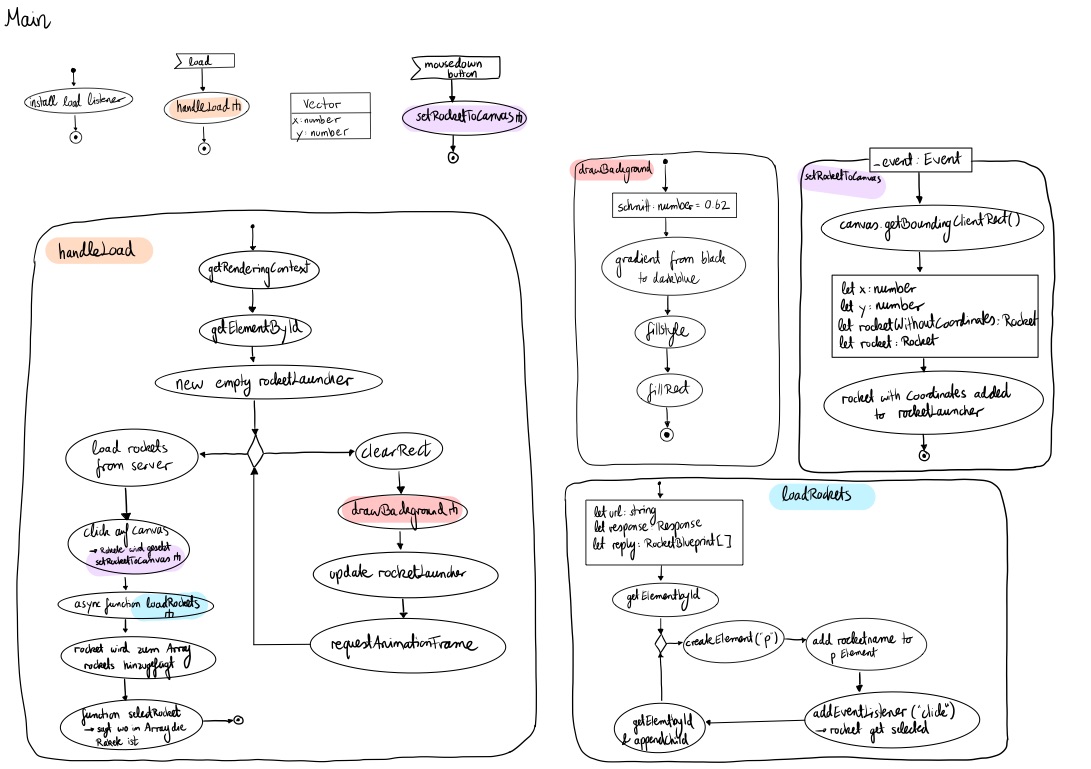 Main
install load listener
load
handleLoad
Vector
x: number
y: number
mousedown
button
setRocketToCanvas
handleLoad
getRenderingContext
getElementById
new empty rocketLauncher
load rockets
from server
click auf Canvas
→ Rakete wird gesetzt
setRocketToCanvas
async function loadRockets
rocket wird zum Array
rockets hinzugefügt
function selectRocket
→ sagt wo in Array die
Rakete ist
clearRect
drawBackground
update rocketLauncher
requestAnimationFrame
drawBackground
schnitt: number = 0.62
gradient from black
to darkblue
fillStyle
fillRect
_event: Event
setRocketToCanvas
canvas.getBoundingClientRect()
let x: number
let y: number
let rocketWithoutCoordinates: Rocket
let rocket: Rocket
rocket with Coordinates added
to rocketLauncher
loadRockets
let url: string
let response: Response
let reply: RocketBlueprint[]
getElementbyId
createElement("p")
add rocketname to
p Element
addEventListener ("click")
→ rocket get selected
getElemtbyId
& appendChild